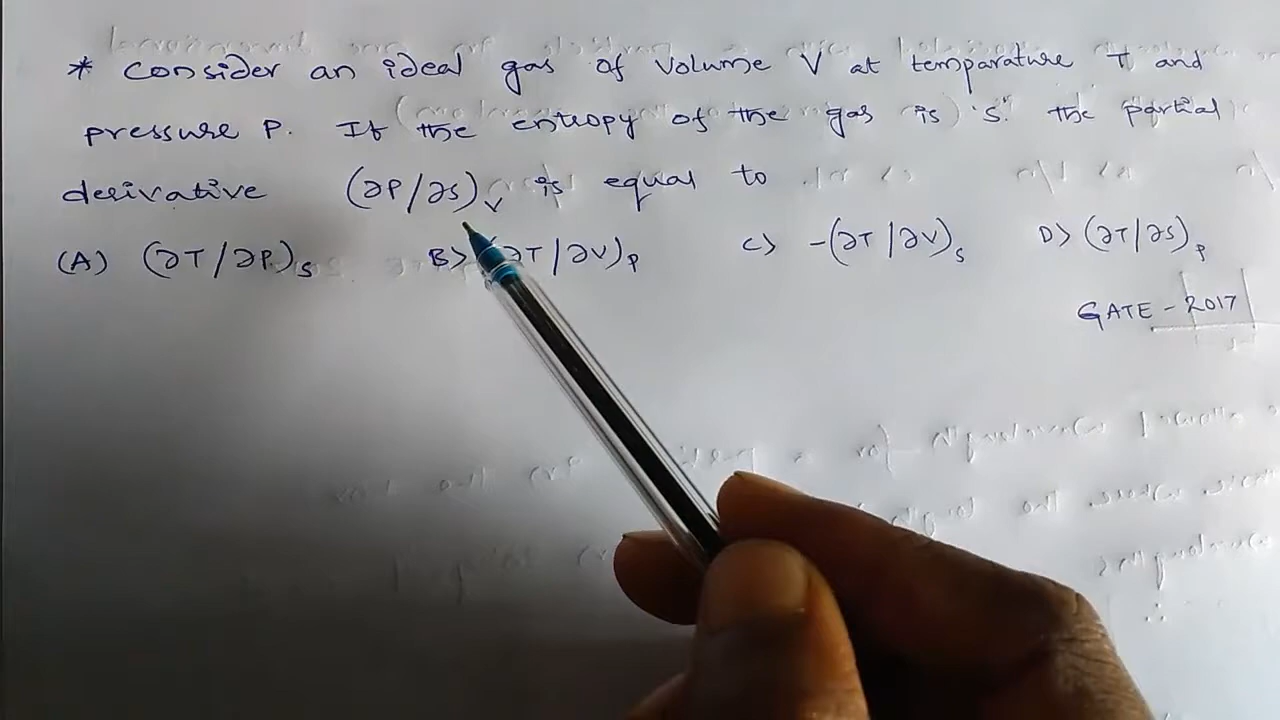 * Consider an ideal gas of volume V at temparature T and
pressure P. If the entropy of the gas is 's'. the partial
derivative (∂P/∂S)V is equal to
(A) (∂T/∂P)S B> ∂T/∂V)P C> -(∂T/∂V)S D> (∂T/∂S)P
GATE - 2017